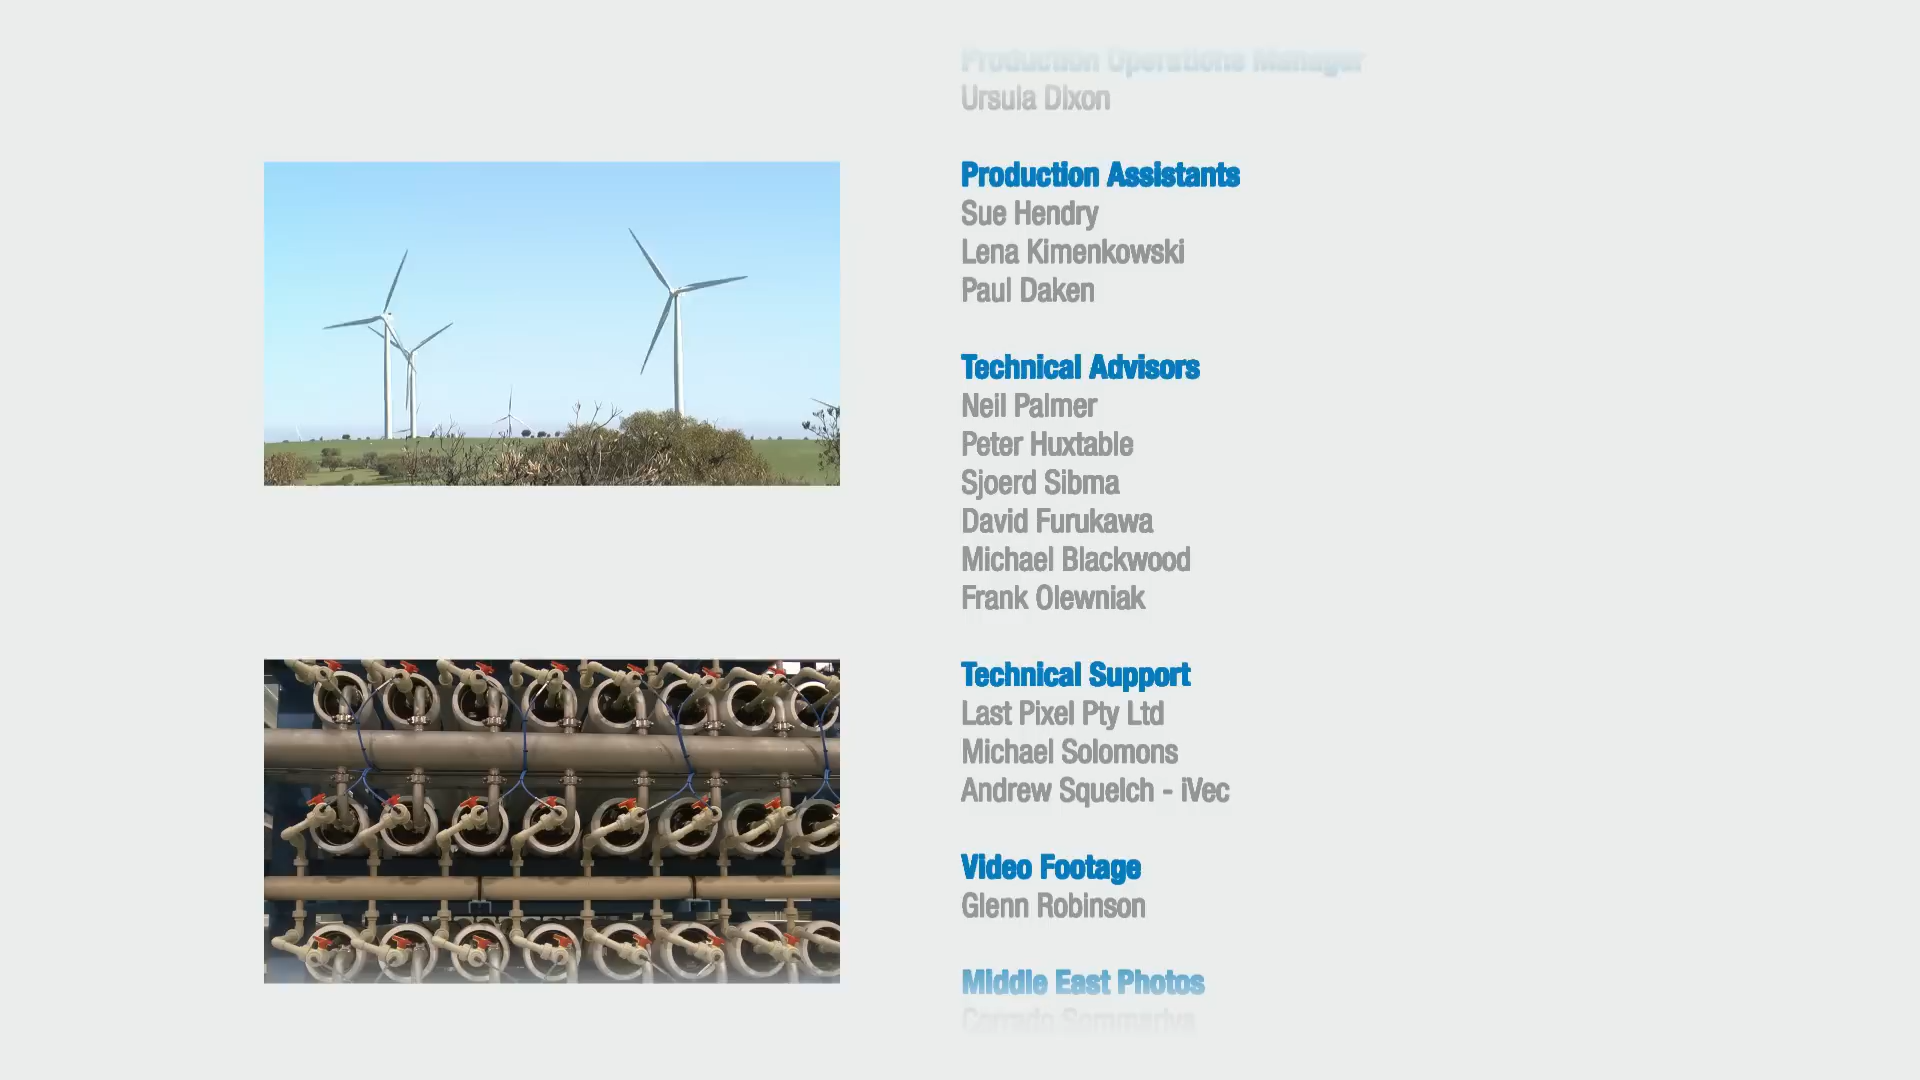 Production Operations Manager
Ursula Dixon
Production Assistants
Sue Hendry
Lena Kimenkowski
Paul Daken
Technical Advisors
Neil Palmer
Peter Huxtable
Sjoerd Sibma
David Furukawa
Michael Blackwood
Frank Olewniak
Technical Support
Last Pixel Pty Ltd
Michael Solomons
Andrew Squelch - iVec
Video Footage
Glenn Robinson
Middle East Photos
Corrado Sommariva